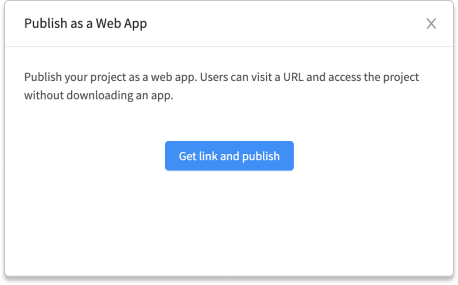 Publish as a Web App
Publish your project as a web app. Users can visit a URL and access the project
without downloading an app.
Get link and publish